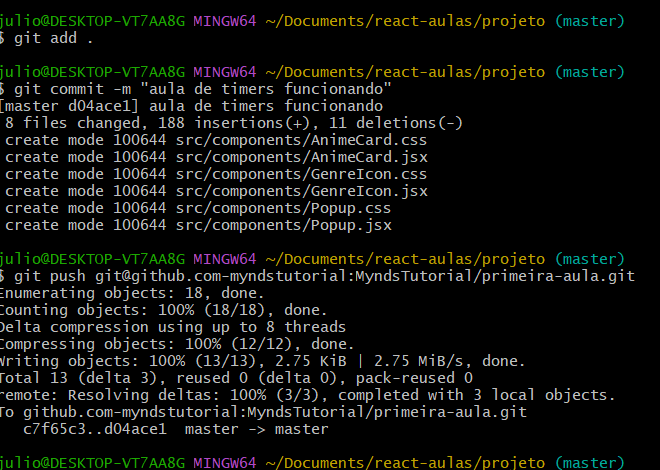 julio@DESKTOP-VT7AA8G MINGW64 ~/Documents/react-aulas/projeto (master)
$ git add .
julio@DESKTOP-VT7AA8G MINGW64 ~/Documents/react-aulas/projeto (master)
$ git commit -m "aula de timers funcionando"
[master d04ace1] aula de timers funcionando
8 files changed, 188 insertions(+), 11 deletions(-)
create mode 100644 src/components/AnimeCard.css
create mode 100644 src/components/AnimeCard.jsx
create mode 100644 src/components/GenreIcon.css
create mode 100644 src/components/GenreIcon.jsx
create mode 100644 src/components/Popup.css
create mode 100644 src/components/Popup.jsx
julio@DESKTOP-VT7AA8G MINGW64 ~/Documents/react-aulas/projeto (master)
$ git push git@github.com-myndstutorial:MyndsTutorial/primeira-aula.git
Enumerating objects: 18, done.
Counting objects: 100% (18/18), done.
Delta compression using up to 8 threads
Compressing objects: 100% (12/12), done.
Writing objects: 100% (13/13), 2.75 KiB | 2.75 MiB/s, done.
Total 13 (delta 3), reused 0 (delta 0), pack-reused 0
remote: Resolving deltas: 100% (3/3), completed with 3 local objects.
To github.com-myndstutorial:MyndsTutorial/primeira-aula.git
c7f65c3..d04ace1 master -> master
julio@DESKTOP-VT7AA8G MINGW64 ~/Documents/react-aulas/projeto (master)